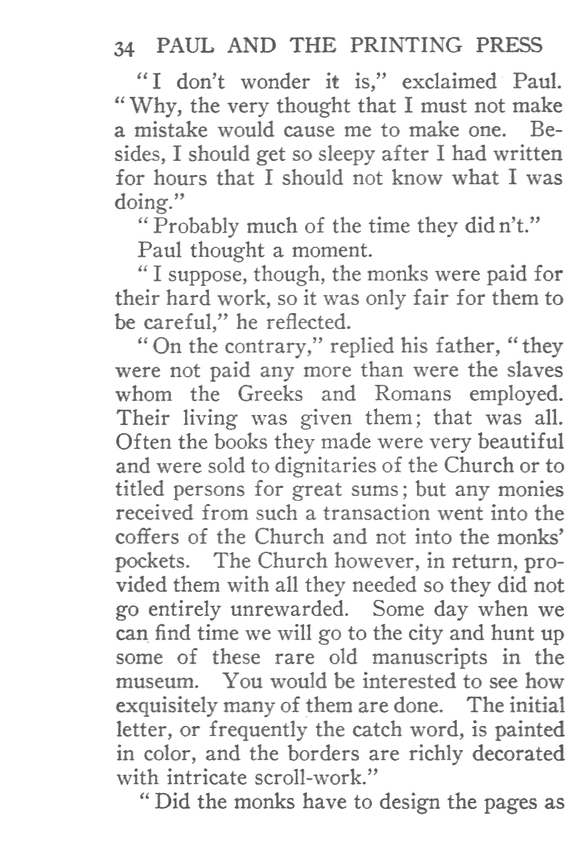 34 PAUL AND THE PRINTING PRESS
“I don’t wonder it is,” exclaimed Paul.
“Why, the very thought that I must not make
a mistake would cause me to make one. Be-
sides, I should get so sleepy after I had written
for hours that I should not know what I was
doing.”
“Probably much of the time they didn’t.”
Paul thought a moment.
“I suppose, though, the monks were paid for
their hard work, so it was only fair for them to
be careful,” he reflected.
“On the contrary,” replied his father, “they
were not paid any more than were the slaves
whom the Greeks and Romans employed.
Their living was given them; that was all.
Often the books they made were very beautiful
and were sold to dignitaries of the Church or to
titled persons for great sums; but any monies
received from such a transaction went into the
coffers of the Church and not into the monks’
pockets. The Church however, in return, pro-
vided them with all they needed so they did not
go entirely unrewarded. Some day when we
can find time we will go to the city and hunt up
some of these rare old manuscripts in the
museum. You would be interested to see how
exquisitely many of them are done. The initial
letter, or frequently the catch word, is painted
in color, and the borders are richly decorated
with intricate scroll-work.”
“Did the monks have to design the pages as